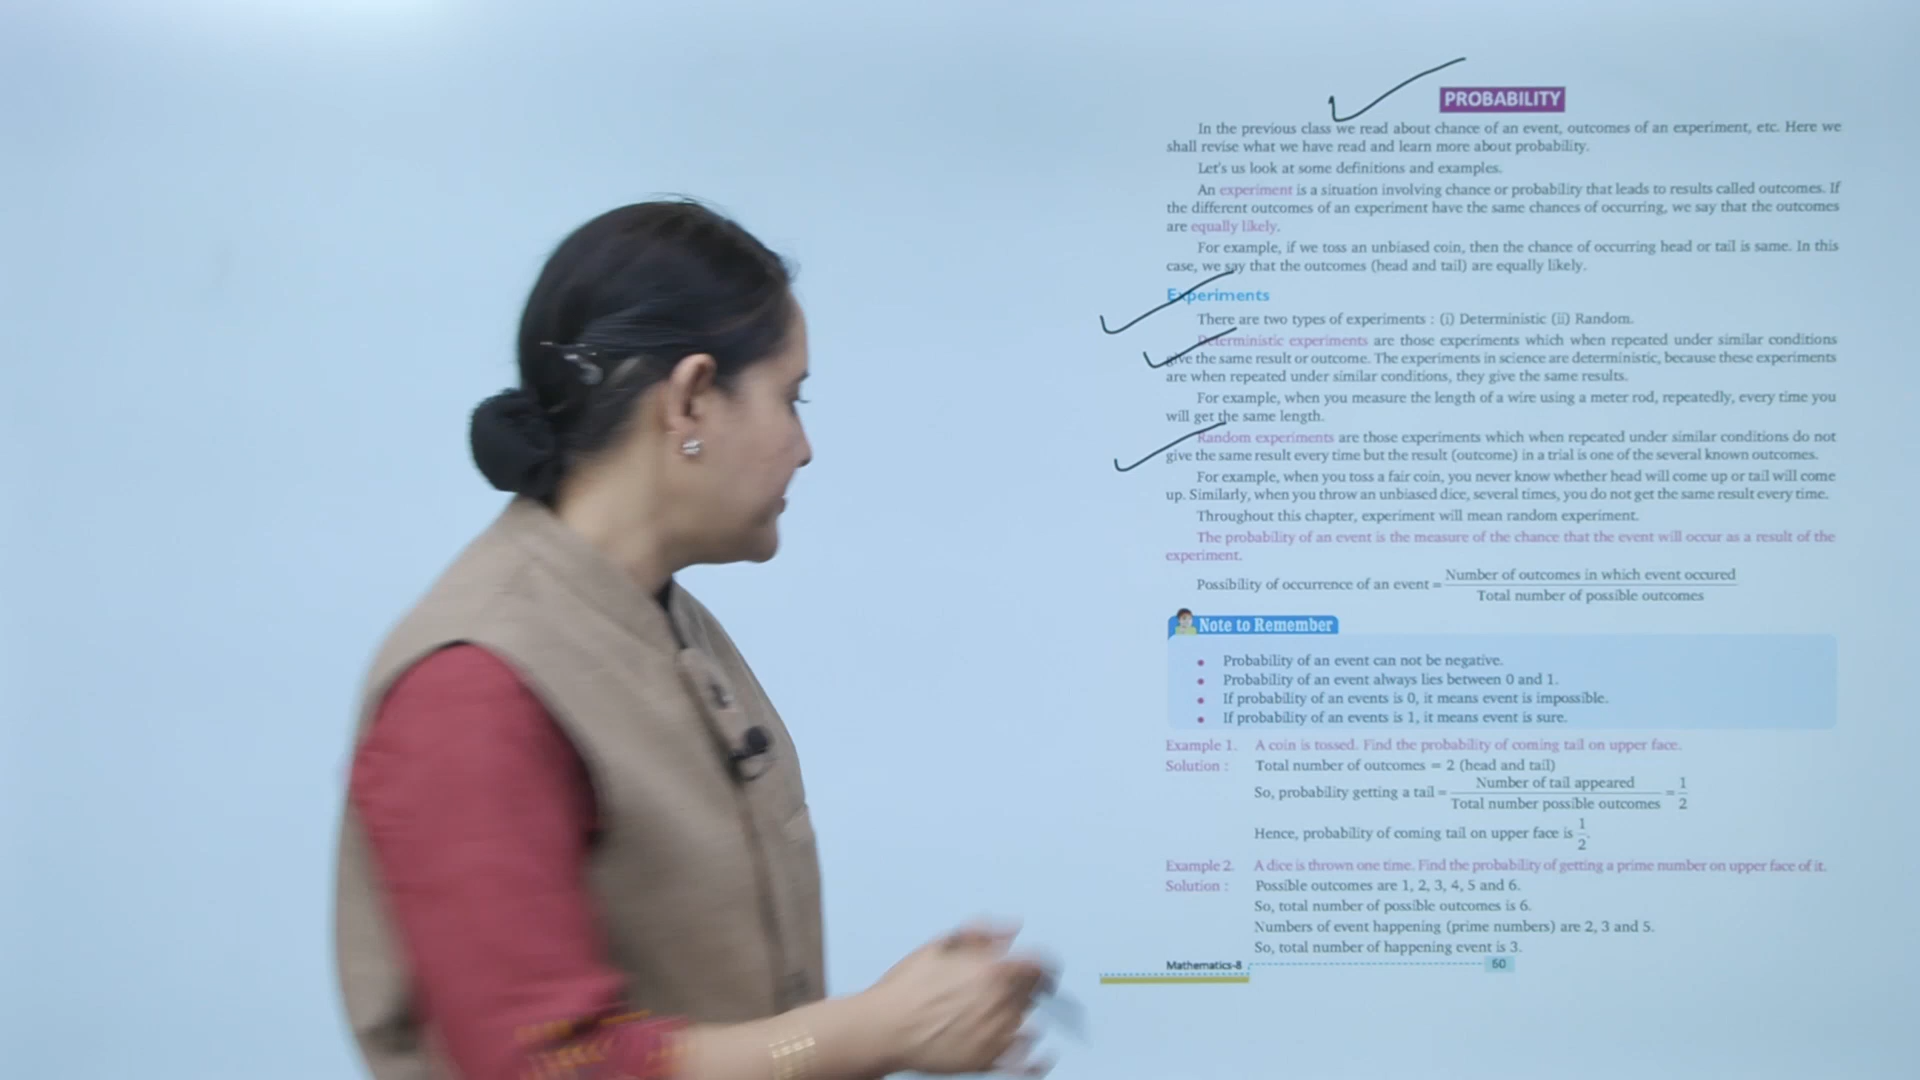 PROBABILITY
In the previous class we read about chance of an event, outcomes of an experiment, etc. Here we
shall revise what we have read and learn more about probability.
Let's us look at some definitions and examples.
An experiment is a situation involving chance or probability that leads to results called outcomes. If
the different outcomes of an experiment have the same chances of occurring, we say that the outcomes
are equally likely.
For example, if we toss an unbiased coin, then the chance of occurring head or tail is same. In this
case, we say that the outcomes (head and tail) are equally likely.
Experiments
There are two types of experiments : (i) Deterministic (ii) Random.
Deterministic experiments are those experiments which when repeated under similar conditions
give the same result or outcome. The experiments in science are deterministic, because these experiments
are when repeated under similar conditions, they give the same results.
For example, when you measure the length of a wire using a meter rod, repeatedly, every time you
will get the same length.
Random experiments are those experiments which when repeated under similar conditions do not
give the same result every time but the result (outcome) in a trial is one of the several known outcomes.
For example, when you toss a fair coin, you never know whether head will come up or tail will come
up. Similarly, when you throw an unbiased dice, several times, you do not get the same result every time.
Throughout this chapter, experiment will mean random experiment.
The probability of an event is the measure of the chance that the event will occur as a result of the
experiment.
Possibility of occurrence of an event = Number of outcomes in which event occured
Total number of possible outcomes
Note to Remember
• Probability of an event can not be negative.
• Probability of an event always lies between 0 and 1.
• If probability of an events is 0, it means event is impossible.
• If probability of an events is 1, it means event is sure.
Example 1. A coin is tossed. Find the probability of coming tail on upper face.
Solution : Total number of outcomes = 2 (head and tail)
So, probability getting a tail = Number of tail appeared / Total number possible outcomes = 1/2
Hence, probability of coming tail on upper face is 1/2.
Example 2. A dice is thrown one time. Find the probability of getting a prime number on upper face of it.
Solution : Possible outcomes are 1, 2, 3, 4, 5 and 6.
So, total number of possible outcomes is 6.
Numbers of event happening (prime numbers) are 2, 3 and 5.
So, total number of happening event is 3.
Mathematics-8 50